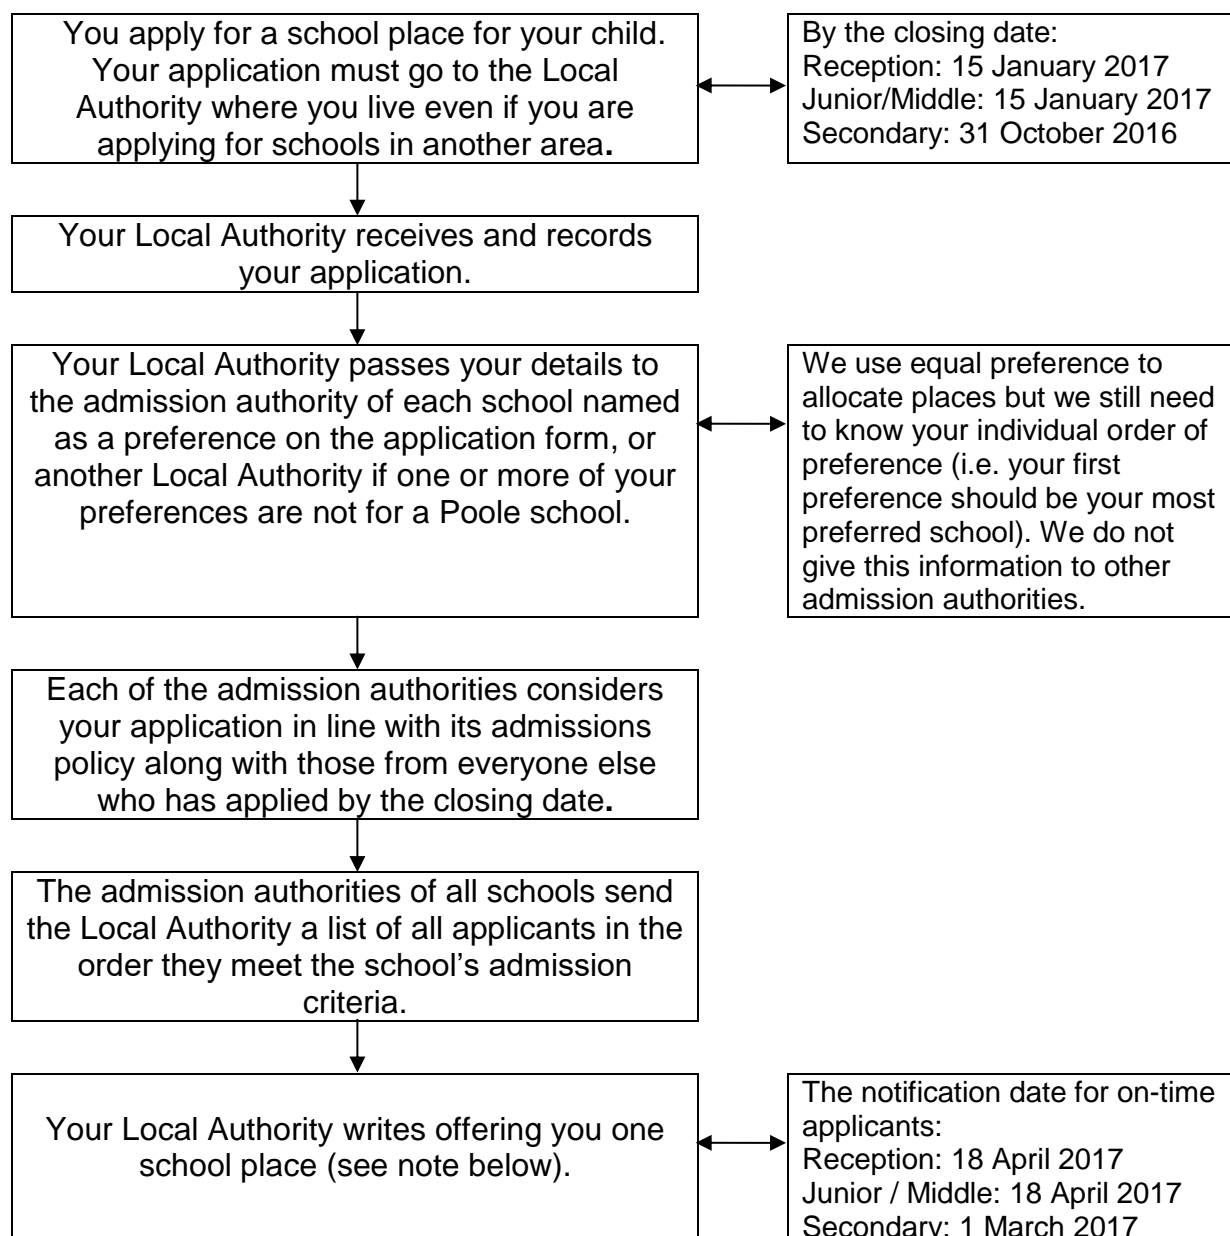 You apply for a school place for your child.
Your application must go to the Local
Authority where you live even if you are
applying for schools in another area.
By the closing date:
Reception: 15 January 2017
Junior/Middle: 15 January 2017
Secondary: 31 October 2016
Your Local Authority receives and records
your application.
Your Local Authority passes your details to
the admission authority of each school named
as a preference on the application form, or
another Local Authority if one or more of your
preferences are not for a Poole school.
We use equal preference to
allocate places but we still need
to know your individual order of
preference (i.e. your first
preference should be your most
preferred school). We do not
give this information to other
admission authorities.
Each of the admission authorities considers
your application in line with its admissions
policy along with those from everyone else
who has applied by the closing date.
The admission authorities of all schools send
the Local Authority a list of all applicants in the
order they meet the school’s admission
criteria.
Your Local Authority writes offering you one
school place (see note below).
The notification date for on-time
applicants:
Reception: 18 April 2017
Junior / Middle: 18 April 2017
Secondary: 1 March 2017